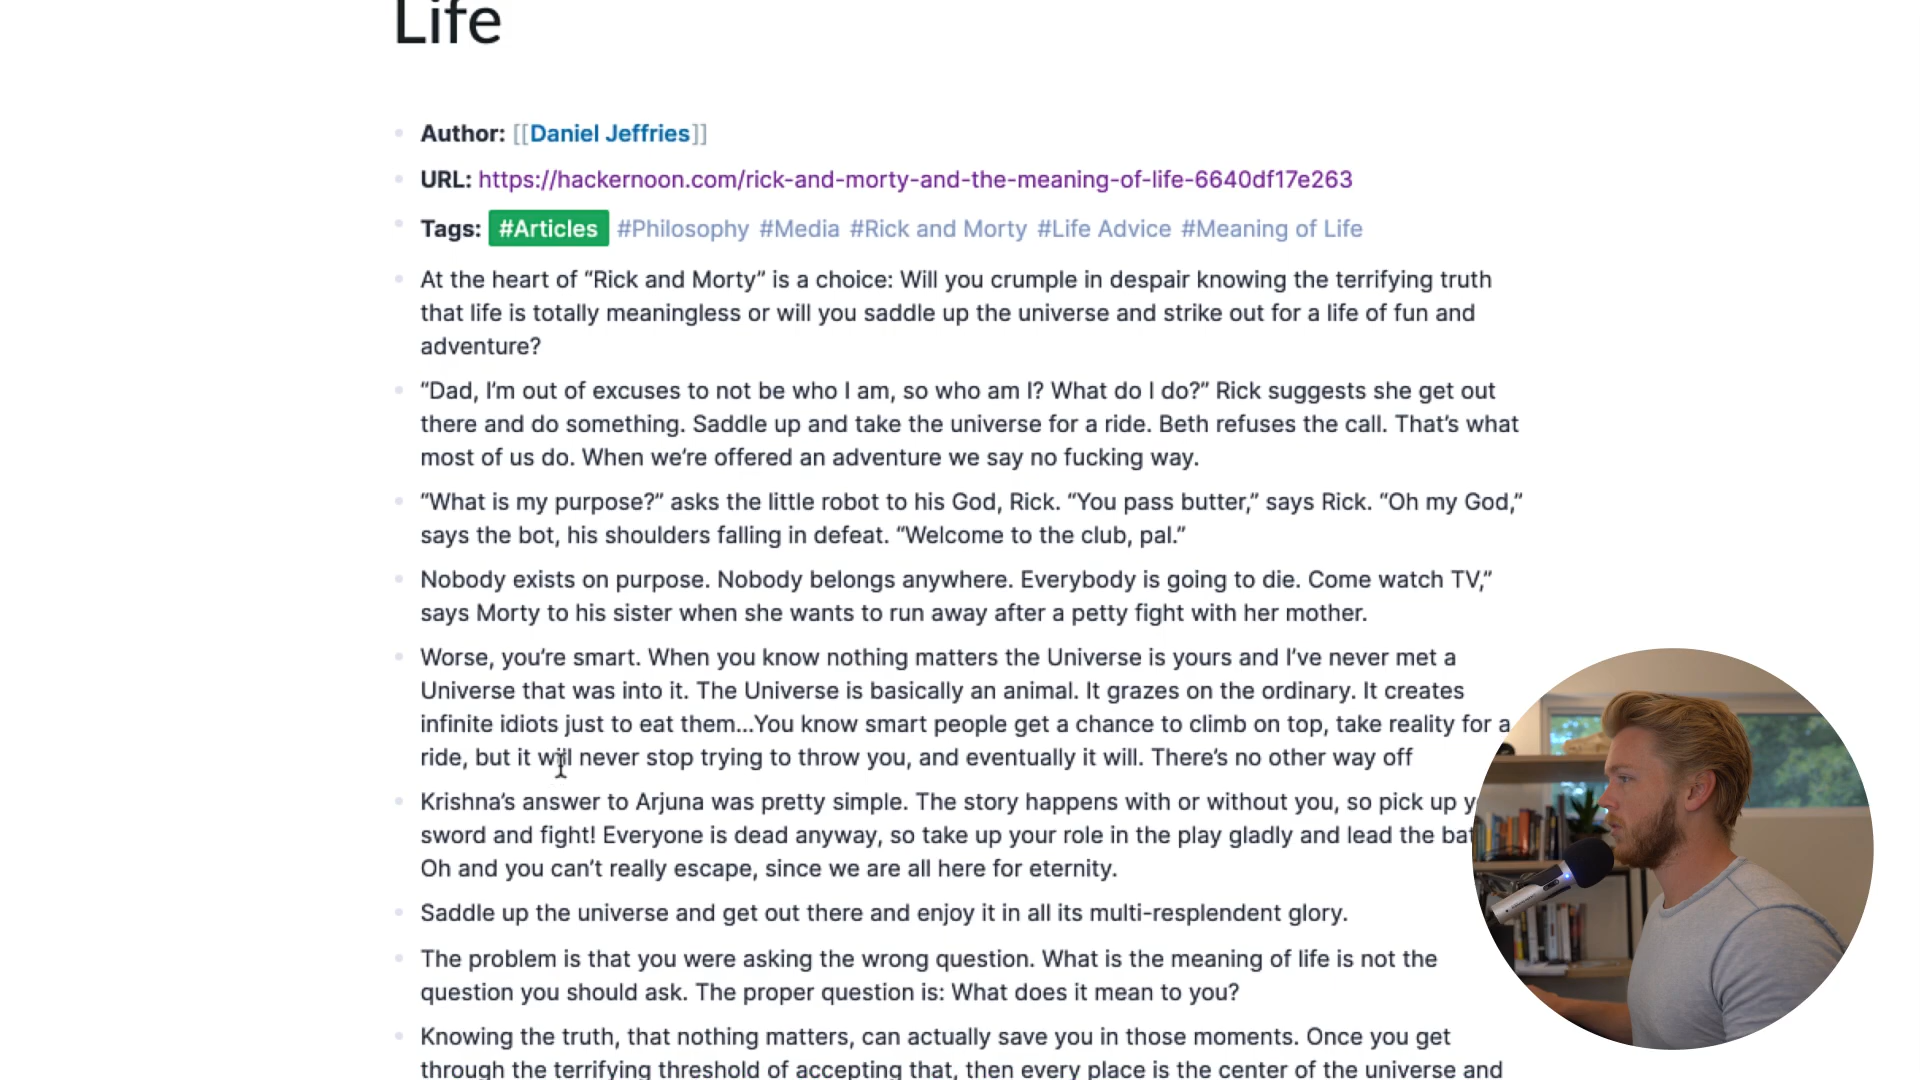 Life
Author: [[Daniel Jeffries]]
URL: https://hackernoon.com/rick-and-morty-and-the-meaning-of-life-6640df17e263
Tags: #Articles #Philosophy #Media #Rick and Morty #Life Advice #Meaning of Life
At the heart of “Rick and Morty” is a choice: Will you crumple in despair knowing the terrifying truth
that life is totally meaningless or will you saddle up the universe and strike out for a life of fun and
adventure?
“Dad, I’m out of excuses to not be who I am, so who am I? What do I do?” Rick suggests she get out
there and do something. Saddle up and take the universe for a ride. Beth refuses the call. That’s what
most of us do. When we’re offered an adventure we say no fucking way.
“What is my purpose?” asks the little robot to his God, Rick. “You pass butter,” says Rick. “Oh my God,”
says the bot, his shoulders falling in defeat. “Welcome to the club, pal.”
Nobody exists on purpose. Nobody belongs anywhere. Everybody is going to die. Come watch TV,”
says Morty to his sister when she wants to run away after a petty fight with her mother.
Worse, you’re smart. When you know nothing matters the Universe is yours and I’ve never met a
Universe that was into it. The Universe is basically an animal. It grazes on the ordinary. It creates
infinite idiots just to eat them...You know smart people get a chance to climb on top, take reality for a
ride, but it will never stop trying to throw you, and eventually it will. There’s no other way off
Krishna’s answer to Arjuna was pretty simple. The story happens with or without you, so pick up
sword and fight! Everyone is dead anyway, so take up your role in the play gladly and lead the
Oh and you can’t really escape, since we are all here for eternity.
Saddle up the universe and get out there and enjoy it in all its multi-resplendent glory.
The problem is that you were asking the wrong question. What is the meaning of life is not the
question you should ask. The proper question is: What does it mean to you?
Knowing the truth, that nothing matters, can actually save you in those moments. Once you get
through the terrifying threshold of accepting that, then every place is the center of the universe and